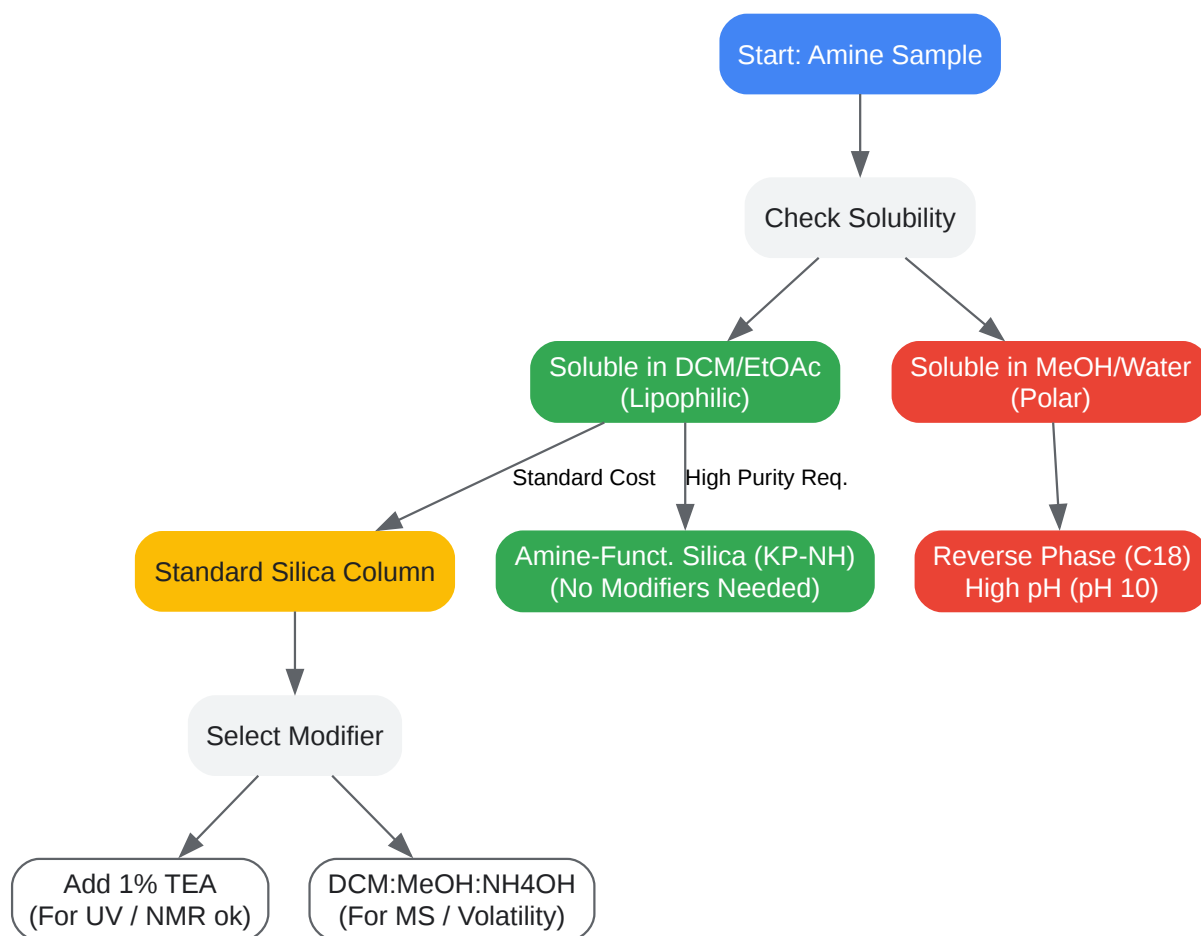 Start: Amine Sample
Check Solubility
Soluble in DCM/EtOAc
(Lipophilic)
Soluble in MeOH/Water
(Polar)
Standard Cost
High Purity Req.
Standard Silica Column
Amine-Funct. Silica (KP-NH)
(No Modifiers Needed)
Reverse Phase (C18)
High pH (pH 10)
Select Modifier
Add 1% TEA
(For UV / NMR ok)
DCM:MeOH:NH4OH
(For MS / Volatility)